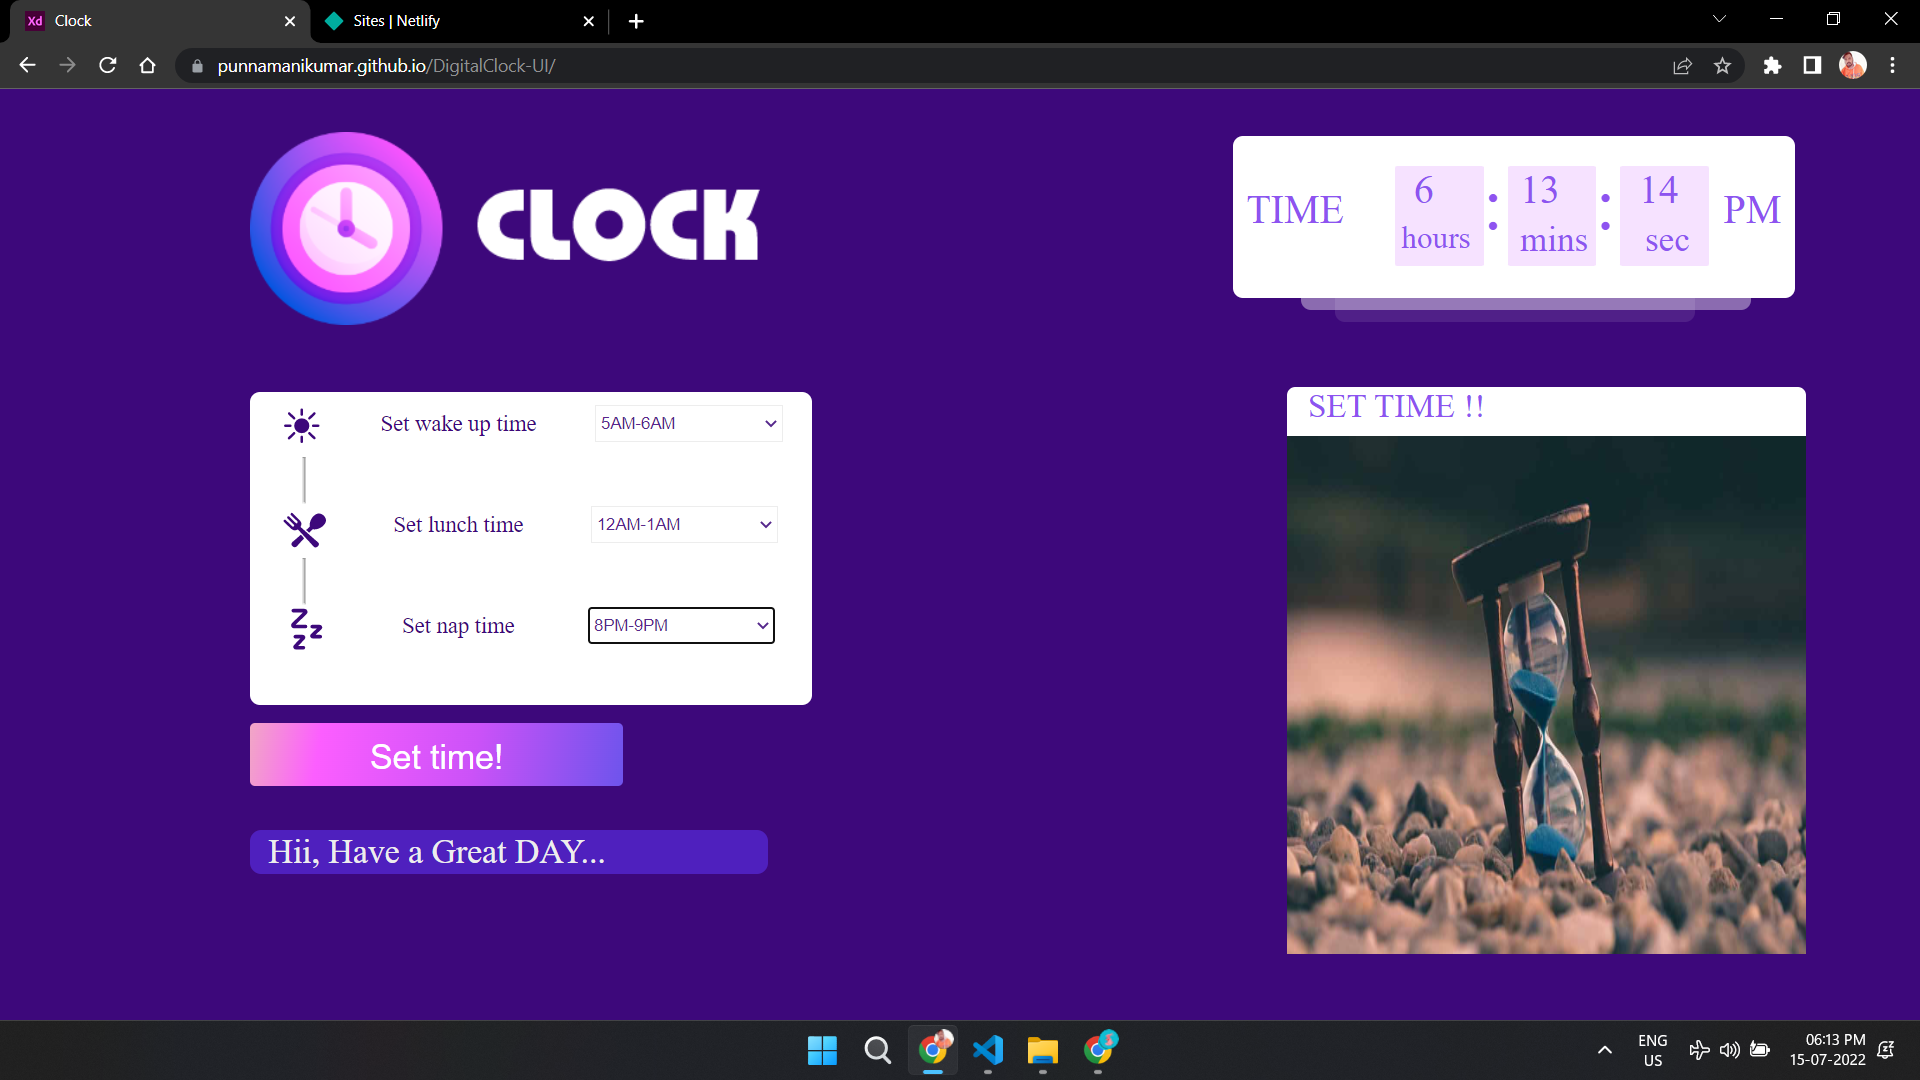 Xd Clock
Sites | Netlify
punnamanikumar.github.io/DigitalClock-UI/
CLOCK
TIME
6
hours
:
13
mins
:
14
sec
PM
Set wake up time
5AM-6AM
Set lunch time
12AM-1AM
Set nap time
8PM-9PM
Set time!
Hii, Have a Great DAY...
SET TIME !!
ENG
US
06:13 PM
15-07-2022